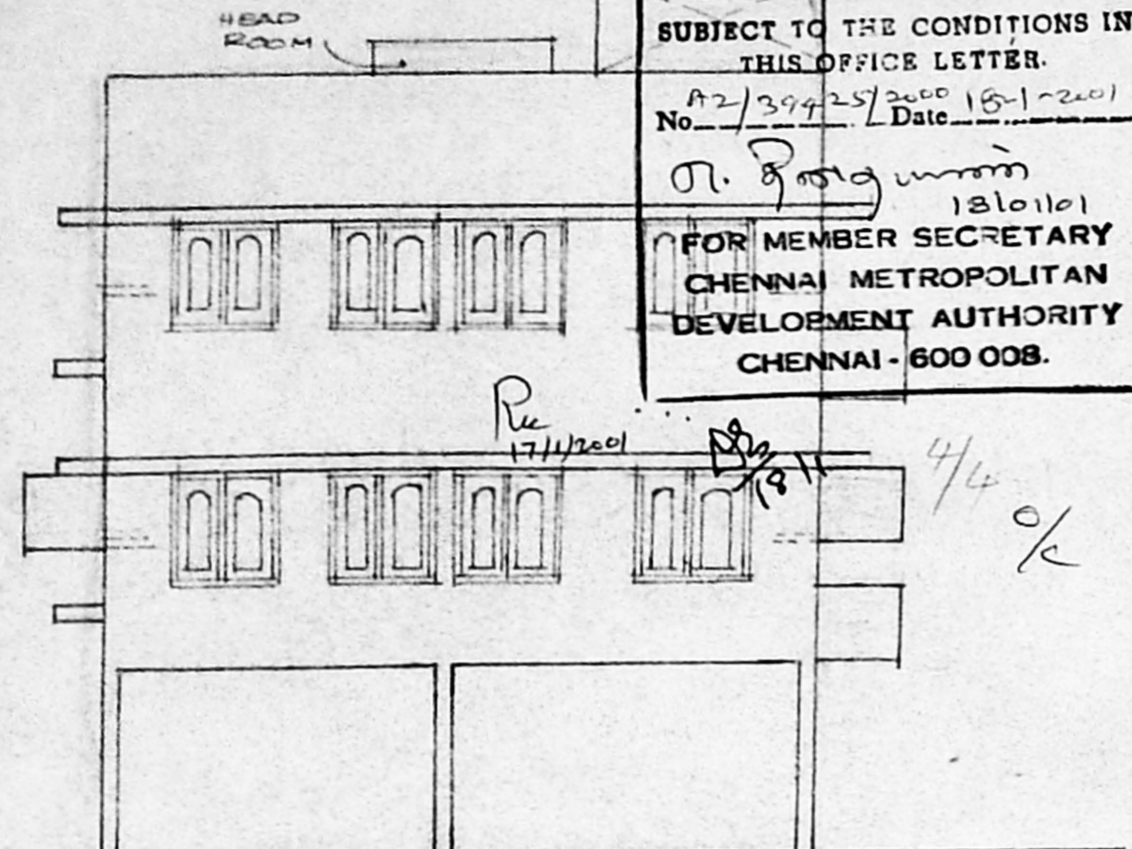 HEAD
ROOM
SUBJECT TO THE CONDITIONS IN
THIS OFFICE LETTER.
No A2/39425/2000 Date 18-1-2001
18/01/01
FOR MEMBER SECRETARY
CHENNAI METROPOLITAN
DEVELOPMENT AUTHORITY
CHENNAI - 600 008.
17/1/2001
18/1
4/4
o/c